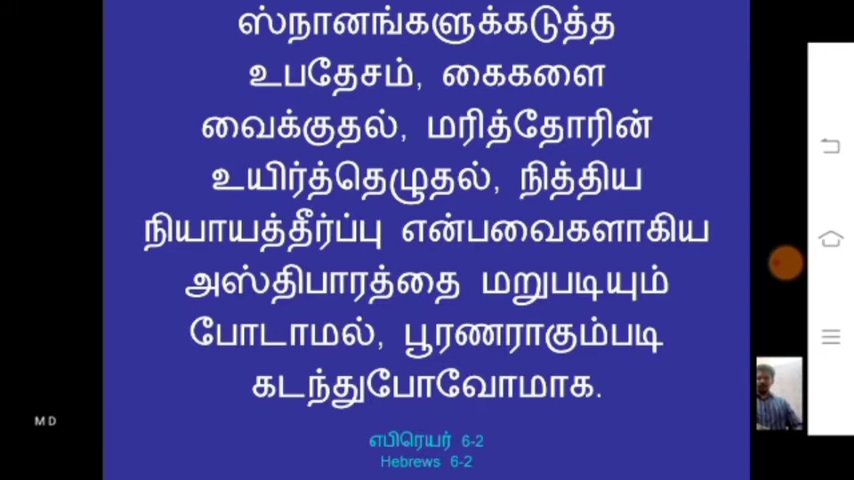 ஸ்நானங்களுக்கடுத்த
உபதேசம், கைகளை
வைக்குதல், மரித்தோரின்
உயிர்த்தெழுதல், நித்திய
நியாயத்தீர்ப்பு என்பவைகளாகிய
அஸ்திபாரத்தை மறுபடியும்
போடாமல், பூரணராகும்படி
கடந்துபோவோமாக.
எபிரெயர் 6-2
Hebrews 6-2
MD